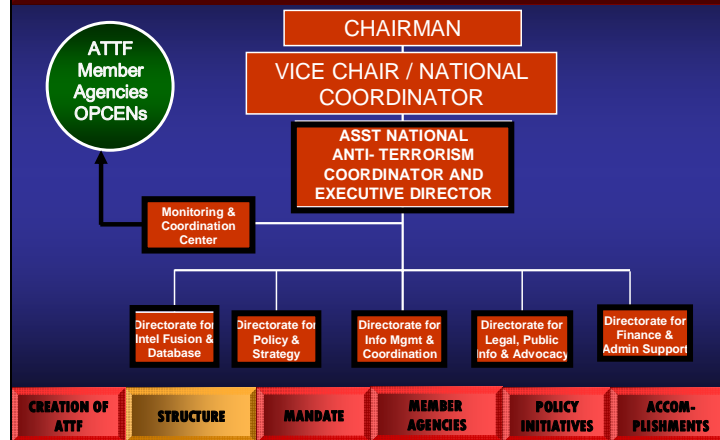 CHAIRMAN
VICE CHAIR / NATIONAL
COORDINATOR
ATTF
Member
Agencies
OPCENs
ASST NATIONAL
ANTI- TERRORISM
COORDINATOR AND
EXECUTIVE DIRECTOR
Monitoring &
Coordination
Center
Directorate for
Intel Fusion &
Database
Directorate for
Policy &
Strategy
Directorate for
Info Mgmt &
Coordination
Directorate for
Legal, Public
Info & Advocacy
Directorate for
Finance &
Admin Support
CREATION OF
ATTF
STRUCTURE
MANDATE
MEMBER
AGENCIES
POLICY
INITIATIVES
ACCOM-
PLISHMENTS